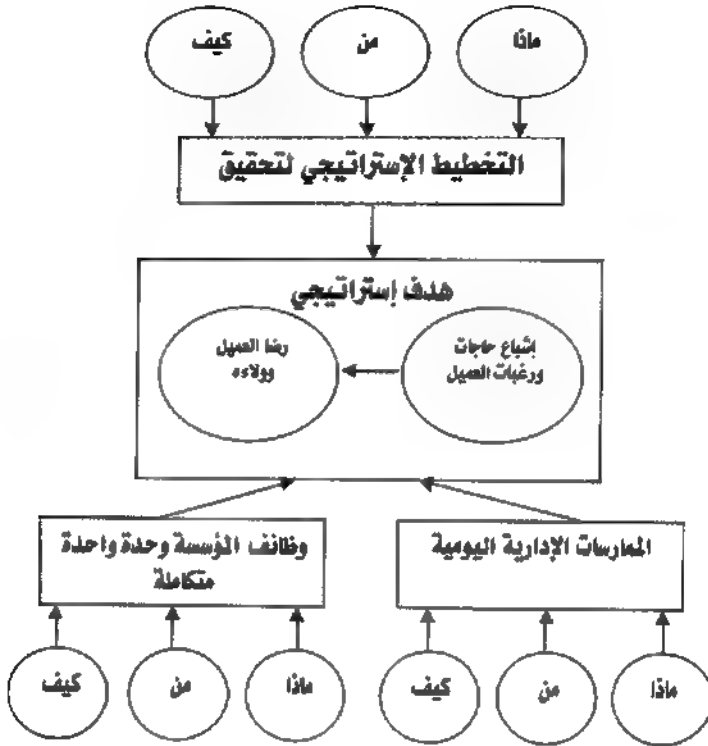 ماذا
من
كيف
التخطيط الإستراتيجي لتحقيق
هدف إستراتيجي
إشباع حاجات
ورغبات العميل
رضا العميل
وولاءه
الممارسات الإدارية اليومية
وظائف المؤسسة وحدة واحدة
متكاملة
ماذا
من
كيف
ماذا
من
كيف